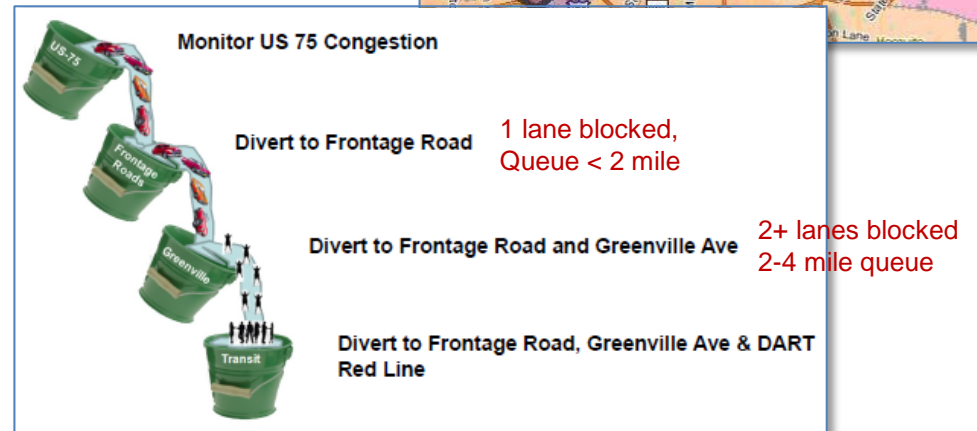 on Lane
US-75
Monitor US 75 Congestion
Frontage
Roads
Divert to Frontage Road
1 lane blocked,
Queue < 2 mile
Greenville
Divert to Frontage Road and Greenville Ave
2+ lanes blocked
2-4 mile queue
Transit
Divert to Frontage Road, Greenville Ave & DART
Red Line